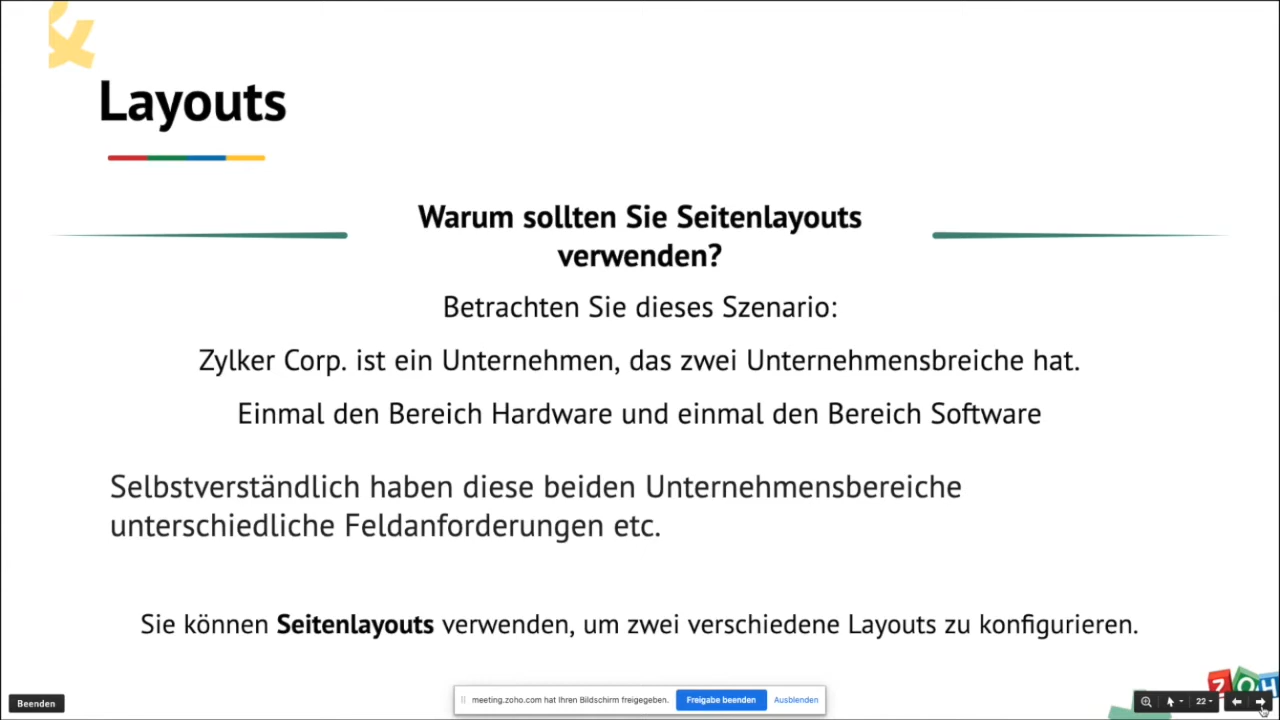 Layouts
Warum sollten Sie Seitenlayouts
verwenden?
Betrachten Sie dieses Szenario:
Zylker Corp. ist ein Unternehmen, das zwei Unternehmensbreiche hat.
Einmal den Bereich Hardware und einmal den Bereich Software
Selbstverständlich haben diese beiden Unternehmensbereiche
unterschiedliche Feldanforderungen etc.
Sie können Seitenlayouts verwenden, um zwei verschiedene Layouts zu konfigurieren.
ZOH
Beenden
meeting.zoho.com hat Ihren Bildschirm freigegeben.
Freigabe beenden
Ausblenden
22